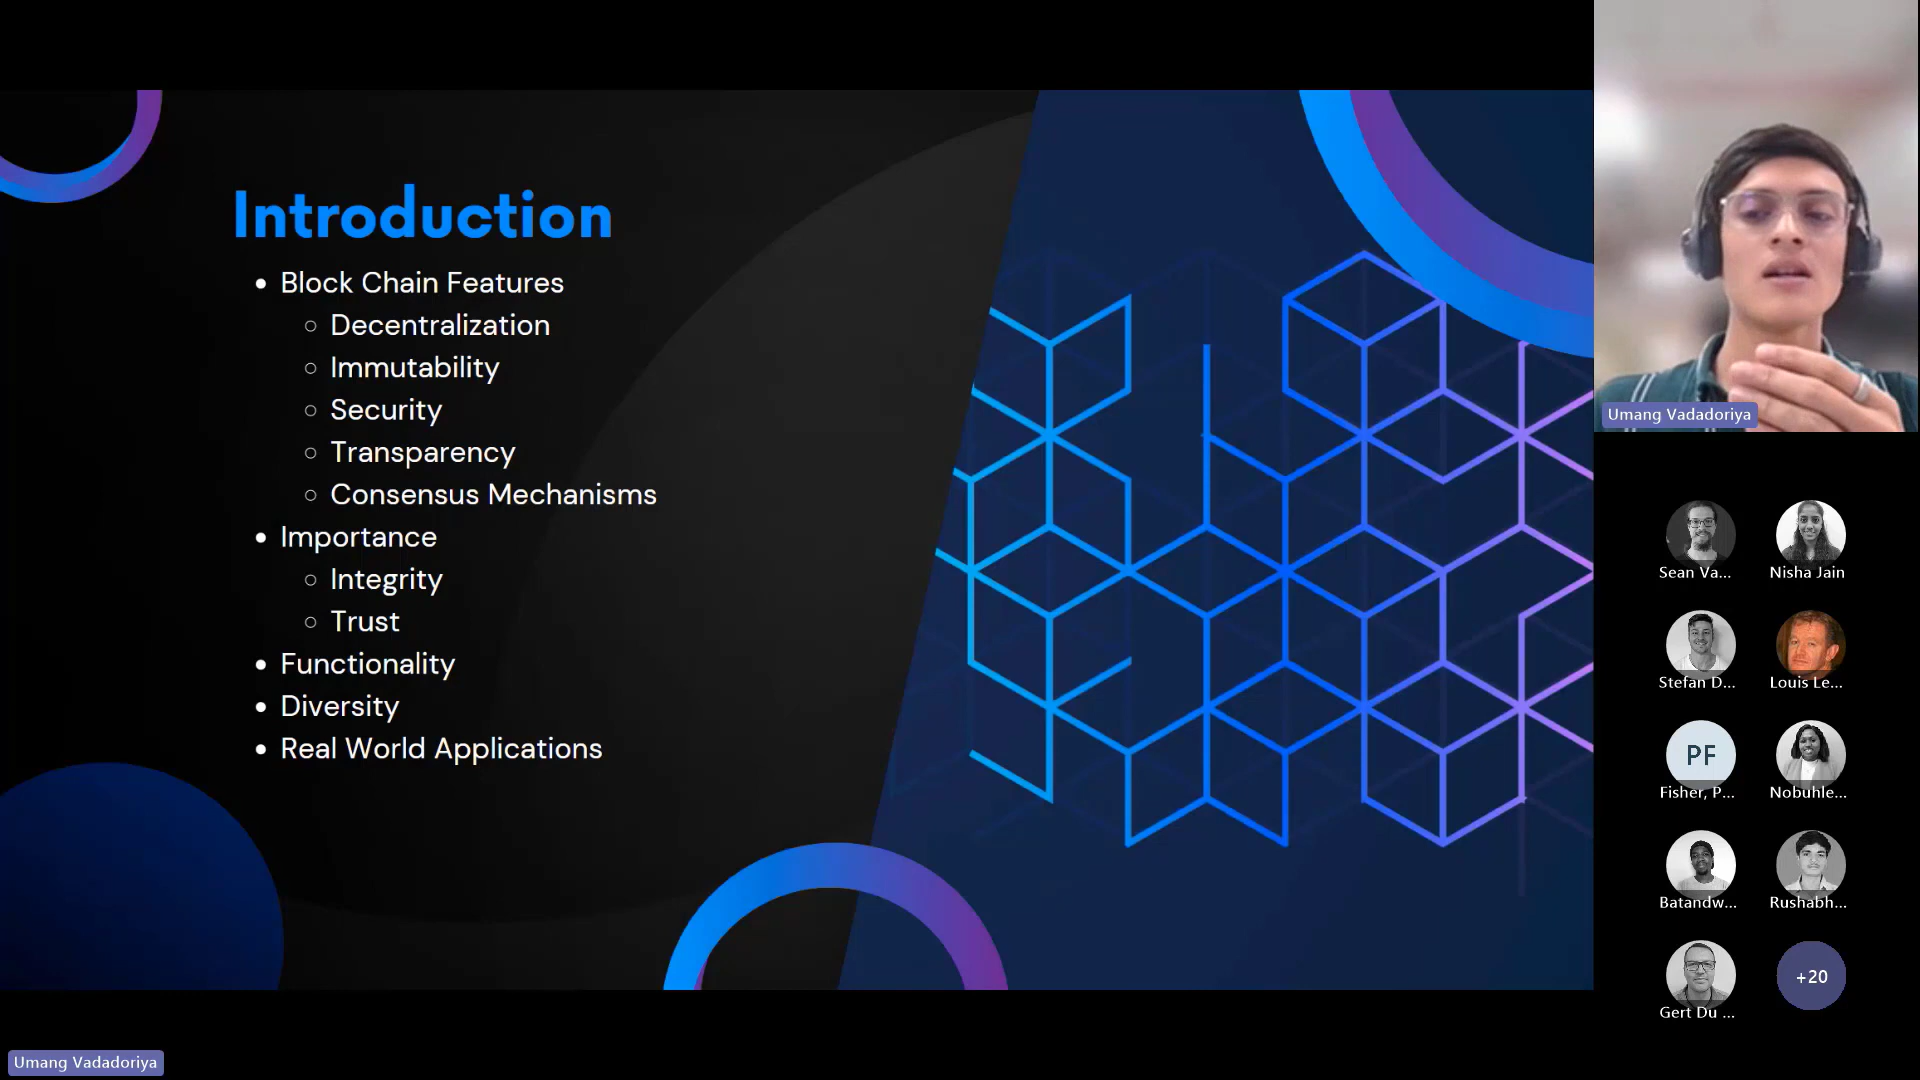 Introduction
Block Chain Features
Decentralization
Immutability
Security
Transparency
Consensus Mechanisms
Importance
Integrity
Trust
Functionality
Diversity
Real World Applications
Umang Vadadoriya
Sean Va...
Nisha Jain
Stefan D...
Louis Le...
PF
Fisher, P...
Nobuhle...
Batandw...
Rushabh...
Gert Du ...
+20
Umang Vadadoriya